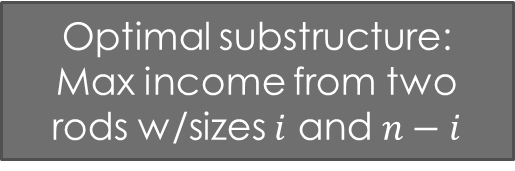 Optimal substructure:
Max income from two
rods w/sizes 𝑖 and 𝑛 − 𝑖